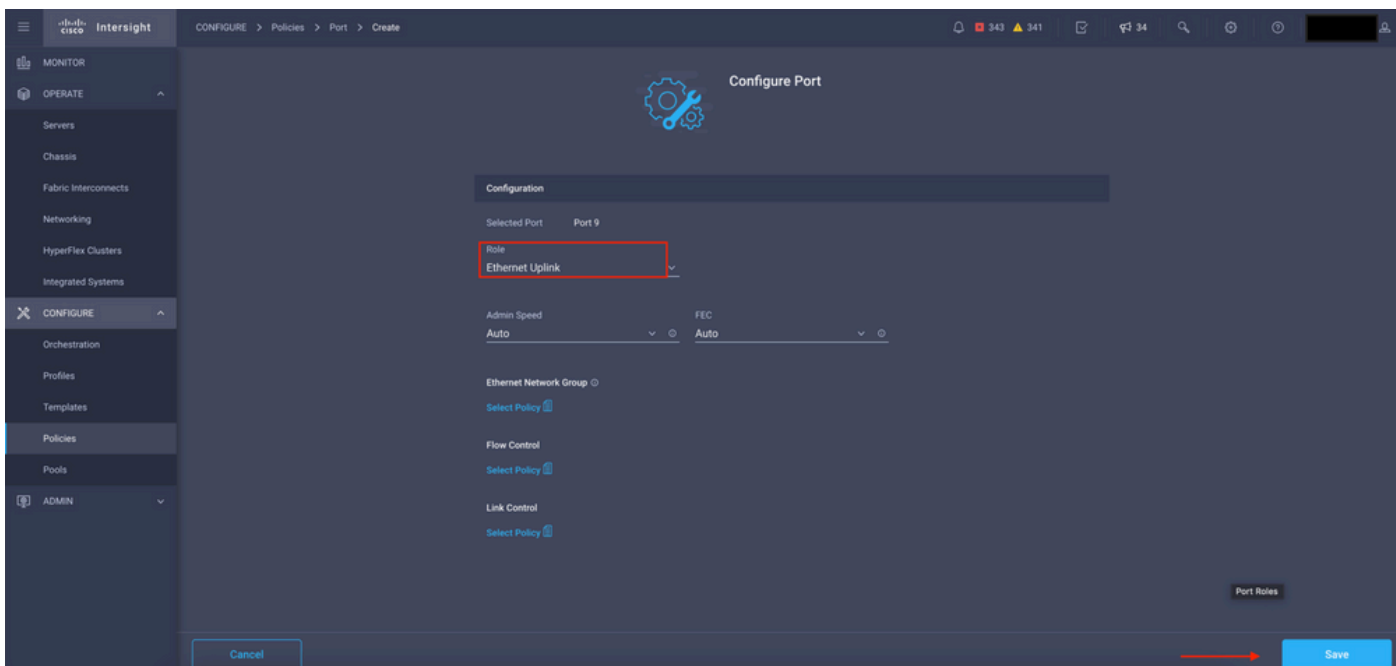 cisco Intersight
CONFIGURE > Policies > Port > Create
343 341
34
MONITOR
OPERATE
Servers
Chassis
Fabric Interconnects
Networking
HyperFlex Clusters
Integrated Systems
CONFIGURE
Orchestration
Profiles
Templates
Policies
Pools
ADMIN
Configure Port
Configuration
Selected Port Port 9
Role
Ethernet Uplink
Admin Speed FEC
Auto Auto
Ethernet Network Group
Select Policy
Flow Control
Select Policy
Link Control
Select Policy
Port Roles
Cancel Save